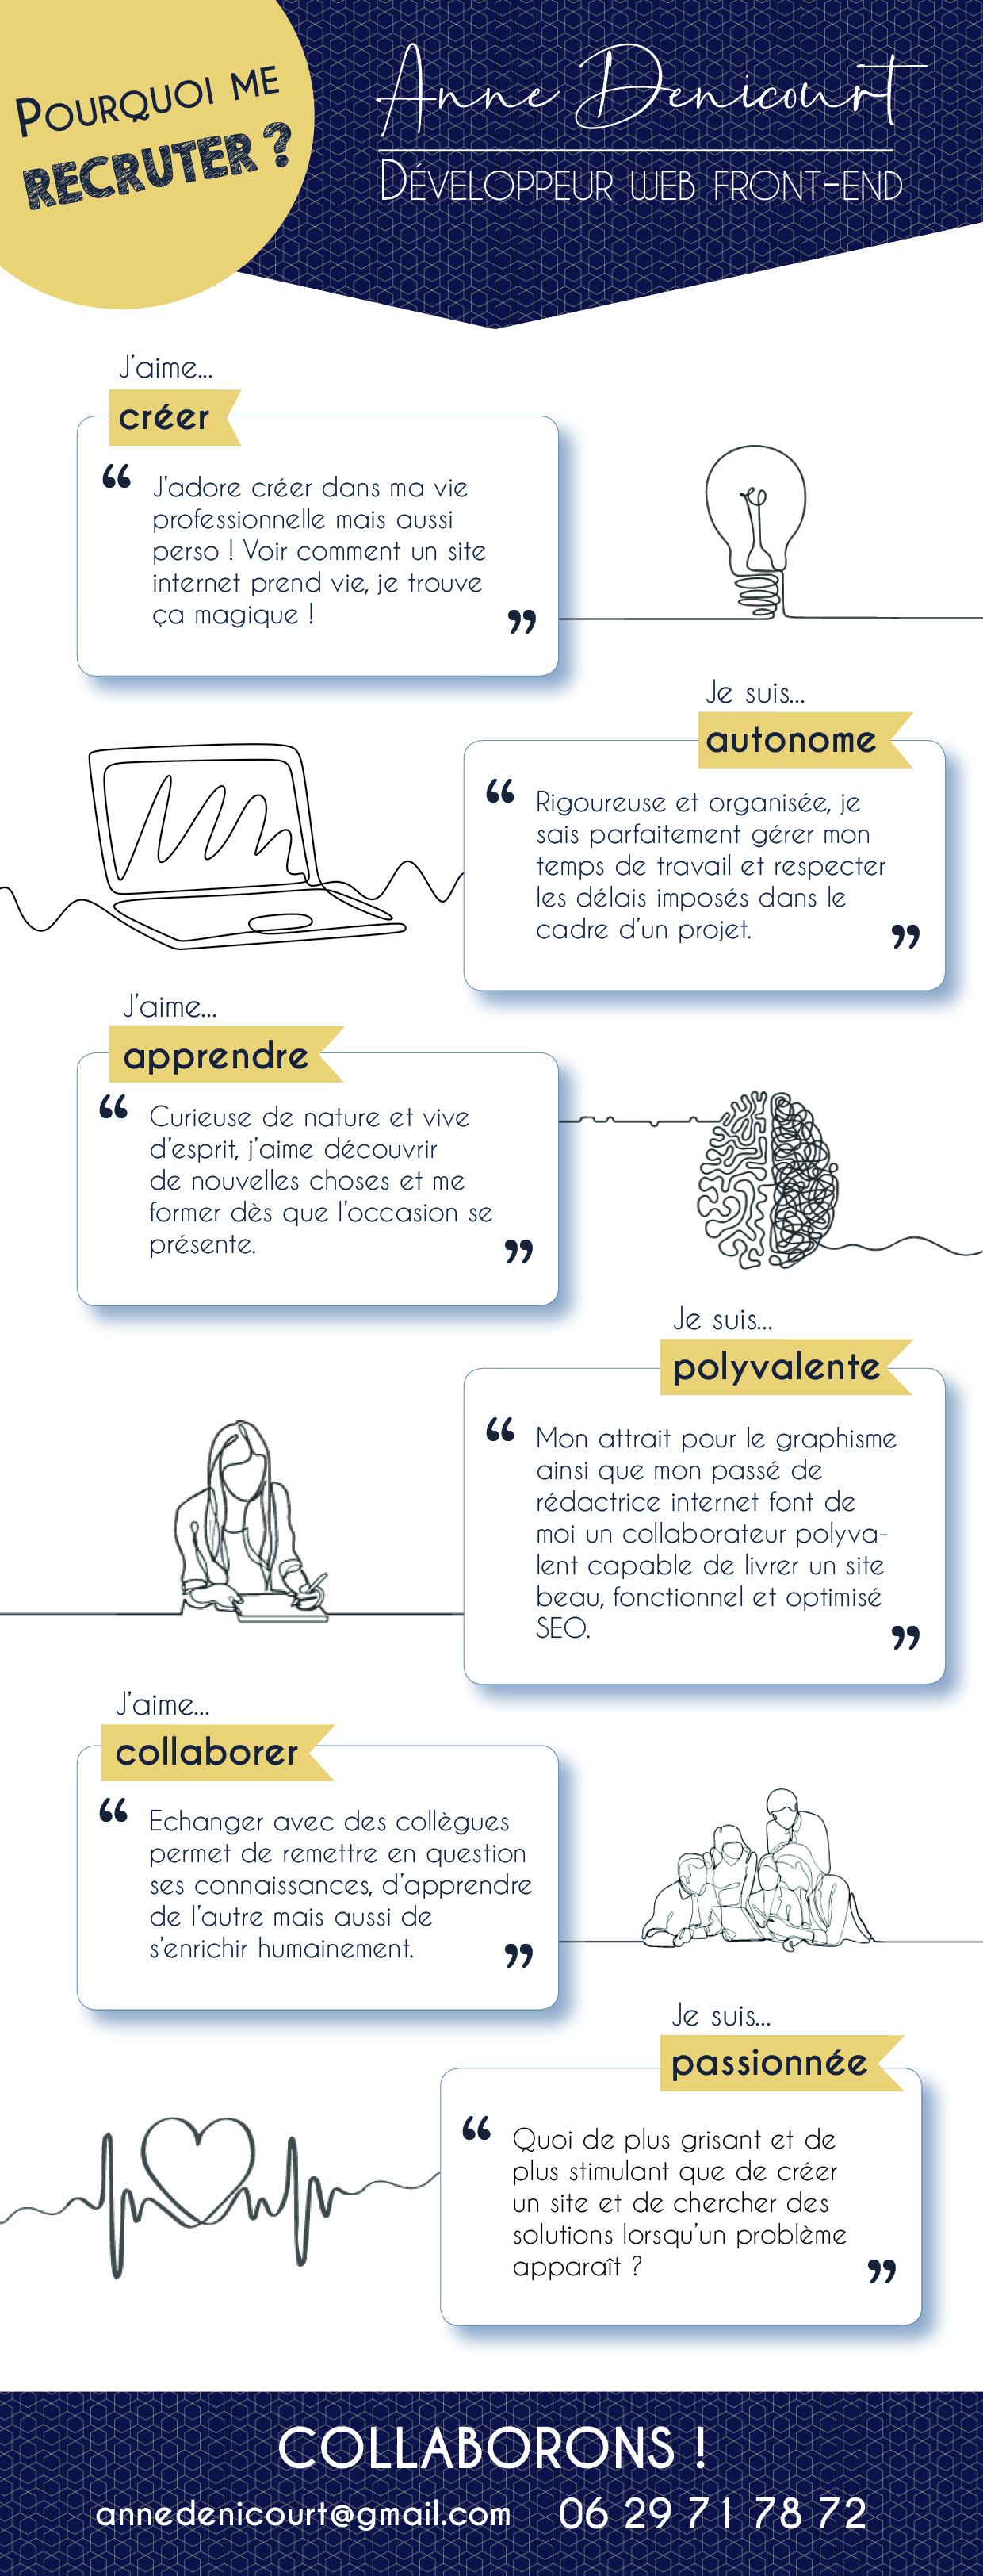 Pourquoi me
recruter ?
Anne Denicourt
Développeur web front-end
J'aime...
créer
“ J'adore créer dans ma vie
professionnelle mais aussi
perso ! Voir comment un site
internet prend vie, je trouve
ça magique ! ”
Je suis...
autonome
“ Rigoureuse et organisée, je
sais parfaitement gérer mon
temps de travail et respecter
les délais imposés dans le
cadre d'un projet. ”
J'aime...
apprendre
“ Curieuse de nature et vive
d'esprit, j'aime découvrir
de nouvelles choses et me
former dès que l'occasion se
présente. ”
Je suis...
polyvalente
“ Mon attrait pour le graphisme
ainsi que mon passé de
rédactrice internet font de
moi un collaborateur polyva-
lent capable de livrer un site
beau, fonctionnel et optimisé
SEO. ”
J'aime...
collaborer
“ Echanger avec des collègues
permet de remettre en question
ses connaissances, d'apprendre
de l'autre mais aussi de
s'enrichir humainement. ”
Je suis...
passionnée
“ Quoi de plus grisant et de
plus stimulant que de créer
un site et de chercher des
solutions lorsqu'un problème
apparaît ? ”
COLLABORONS !
annedenicourt@gmail.com 06 29 71 78 72